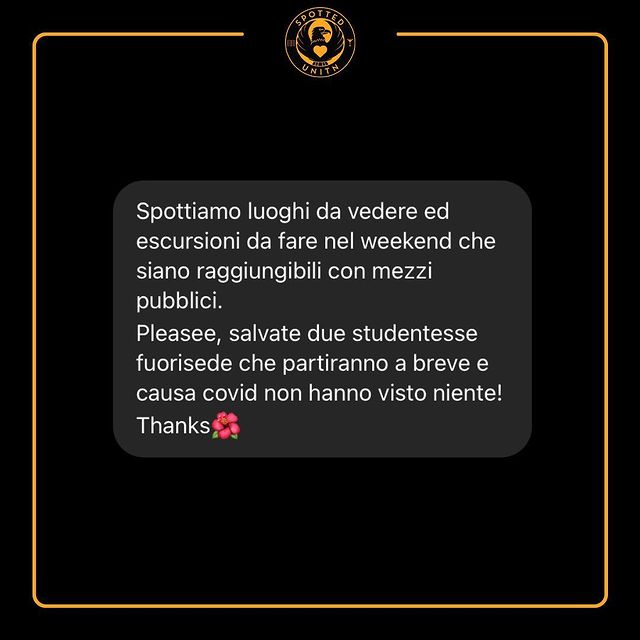 SPOTTED
UNITN
Spottiamo luoghi da vedere ed
escursioni da fare nel weekend che
siano raggiungibili con mezzi
pubblici.
Pleasee, salvate due studentesse
fuorisede che partiranno a breve e
causa covid non hanno visto niente!
Thanks🌺